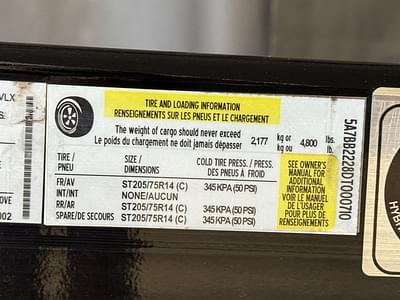 VLX
TIRE AND LOADING INFORMATION
RENSEIGNEMENTS SUR LES PNEUS ET LE CHARGEMENT
The weight of cargo should never exceed
Le poids du chargement ne doit jamais dépasser
2,177 kg or kg ou 4,800 lbs. lb.
TIRE / PNEU SIZE / DIMENSIONS COLD TIRE PRESS. / PRESS. DES PNEUS À FROID
FR/AV ST205/75R14 (C) 345 KPA (50 PSI)
INT/INT NONE/AUCUN
RR/AR ST205/75R14 (C) 345 KPA (50 PSI)
SPARE/DE SECOURS ST205/75R14 (C) 345 KPA (50 PSI)
SEE OWNER'S
MANUAL FOR
ADDITIONAL
INFORMATION
VOIR LE MANUEL
DE L'USAGER
POUR PLUS DE
RENSEIGNEMENTS
002